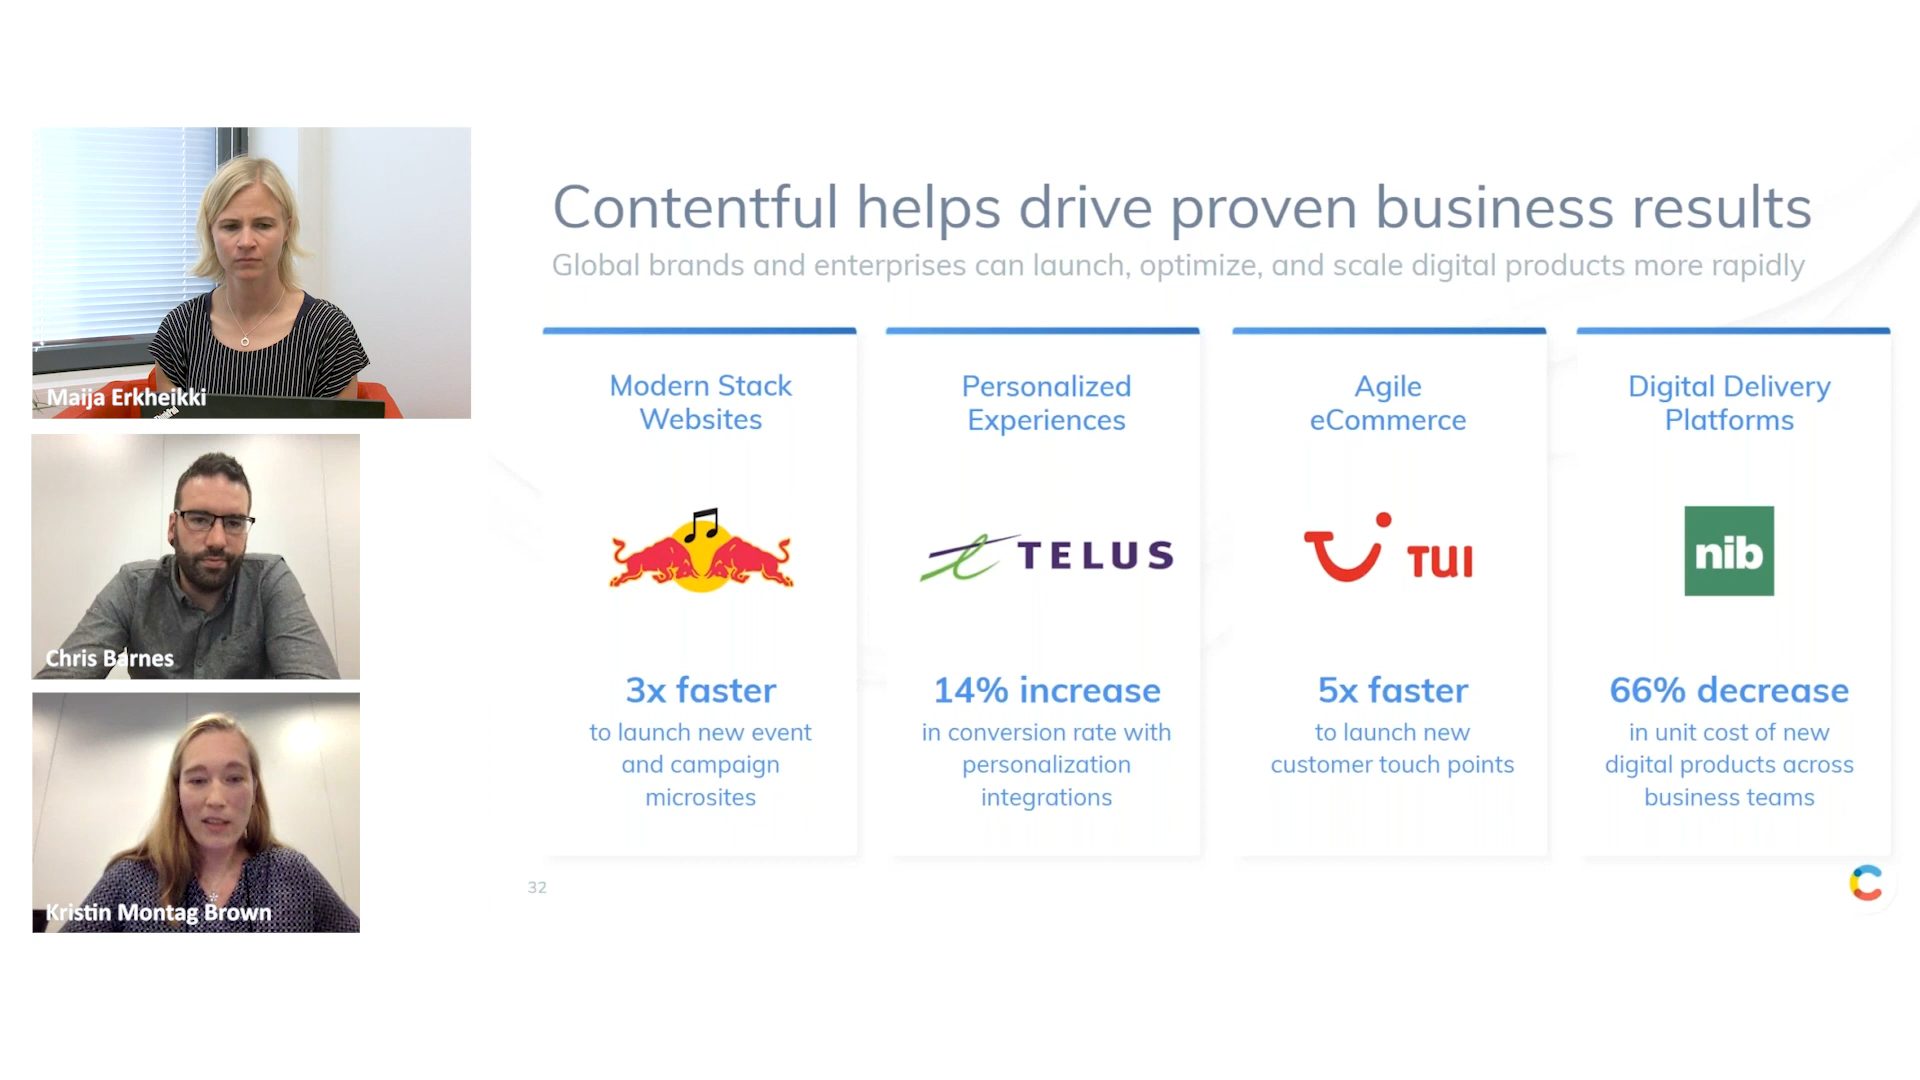 Maija Erkheikki
Chris Barnes
Kristin Montag Brown
Contentful helps drive proven business results
Global brands and enterprises can launch, optimize, and scale digital products more rapidly
Modern Stack
Websites
3x faster
to launch new event
and campaign
microsites
Personalized
Experiences
TELUS
14% increase
in conversion rate with
personalization
integrations
Agile
eCommerce
TUI
5x faster
to launch new
customer touch points
Digital Delivery
Platforms
nib
66% decrease
in unit cost of new
digital products across
business teams
32